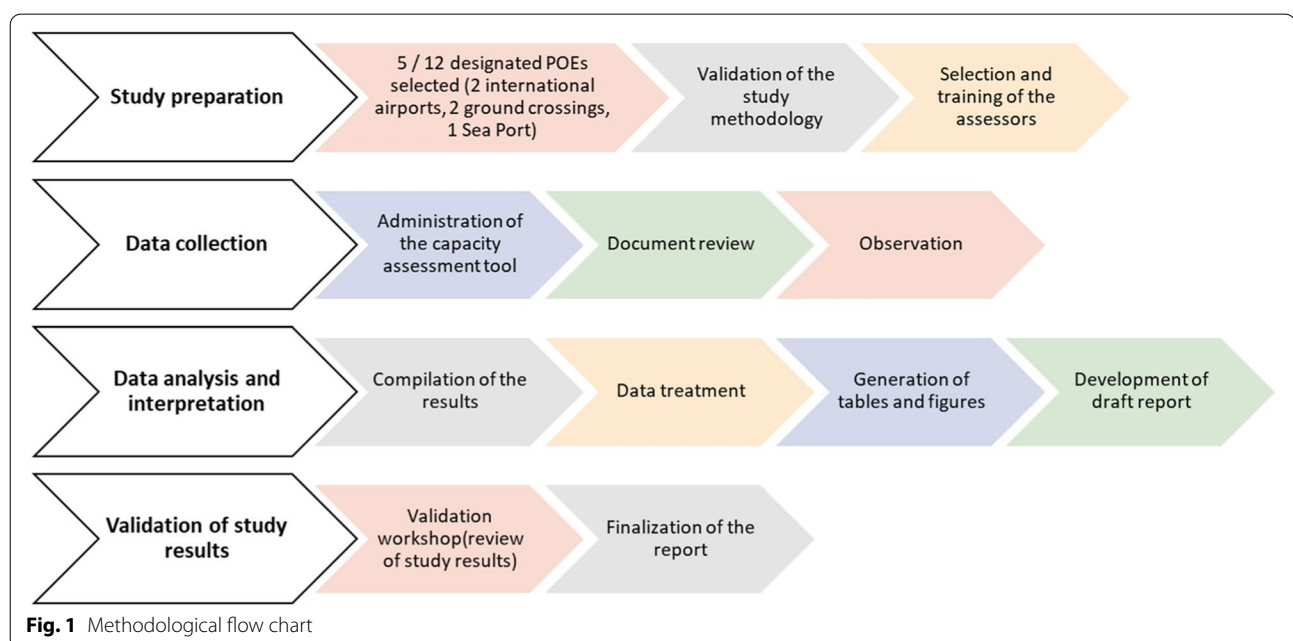 Study preparation
5 / 12 designated POEs
selected (2 international
airports, 2 ground crossings,
1 Sea Port)
Validation of the
study
methodology
Selection and
training of the
assessors
Data collection
Administration of
the capacity
assessment tool
Document review
Observation
Data analysis and
interpretation
Compilation of the
results
Data treatment
Generation of
tables and figures
Development of
draft report
Validation of study
results
Validation
workshop(review
of study results)
Finalization of the
report
Fig. 1 Methodological flow chart